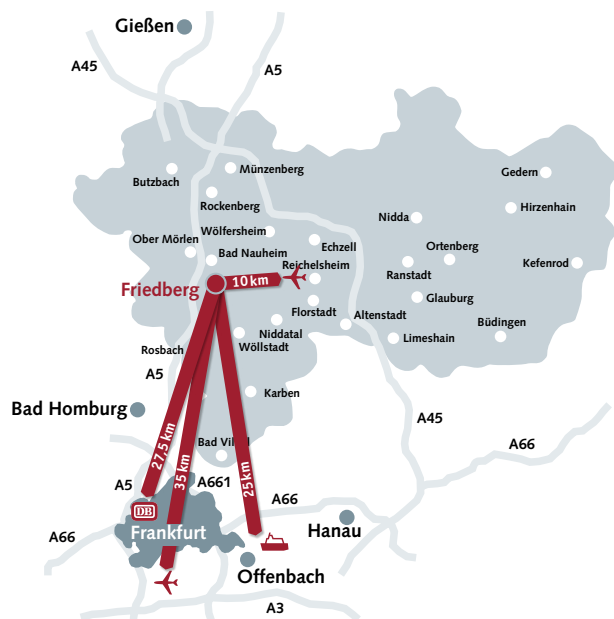 Gießen
A45
A5
Münzenberg
Butzbach
Gedern
Rockenberg
Hirzenhain
Nidda
Wölfersheim
Ober Mörlen
Echzell
Bad Nauheim
Ortenberg
Ranstadt
Kefenrod
Reichelsheim
Friedberg
10 km
Glauburg
Florstadt
Altenstadt
Niddatal
Büdingen
Wöllstadt
Limeshain
Rosbach
A5
Karben
Bad Homburg
A45
A66
Bad Vilbel
27,5 km
35 km
25 km
A5
A661
A66
DB
Hanau
Frankfurt
A66
Offenbach
A3